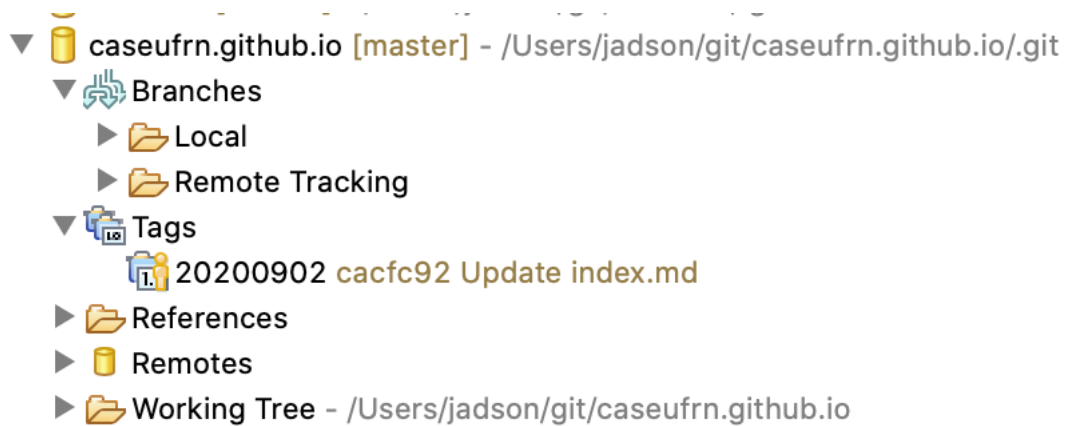 caseufrn.github.io [master] - /Users/jadson/git/caseufrn.github.io/.git
Branches
Local
Remote Tracking
Tags
20200902 cacfc92 Update index.md
References
Remotes
Working Tree - /Users/jadson/git/caseufrn.github.io